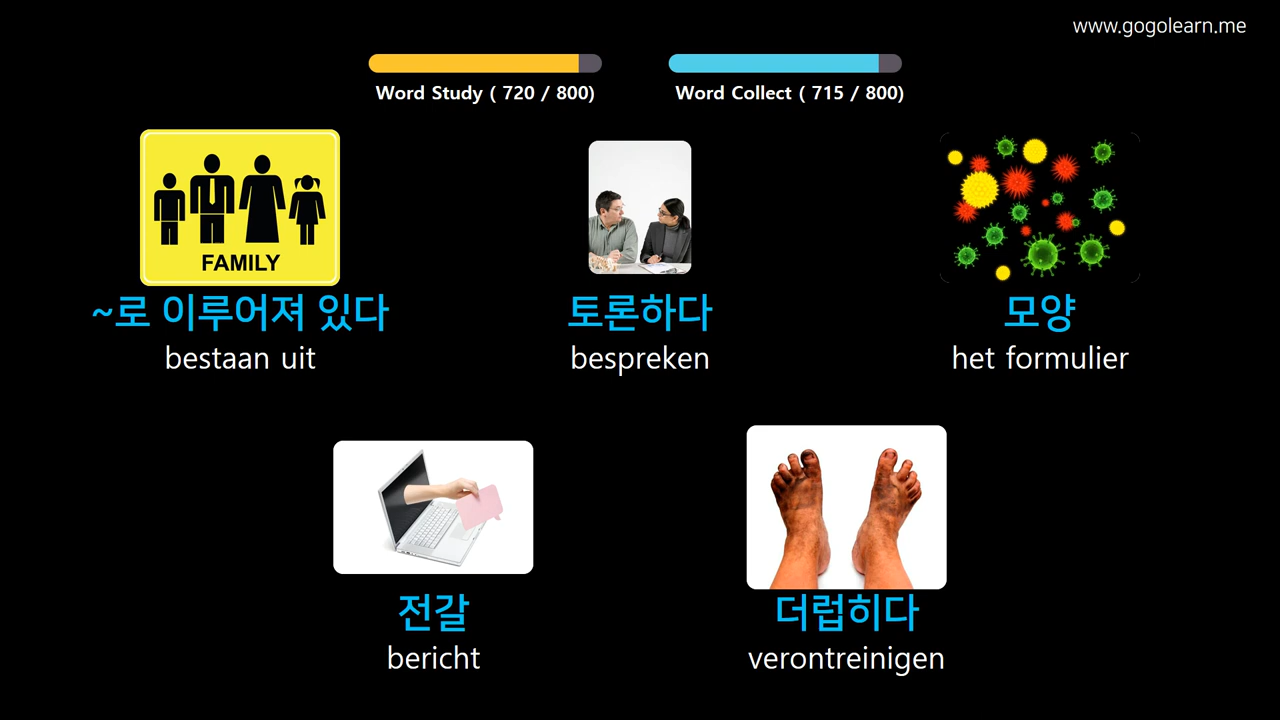 www.gogolearn.me
Word Study ( 720 / 800)
Word Collect ( 715 / 800)
FAMILY
~로 이루어져 있다
bestaan uit
토론하다
bespreken
모양
het formulier
전갈
bericht
더럽히다
verontreinigen